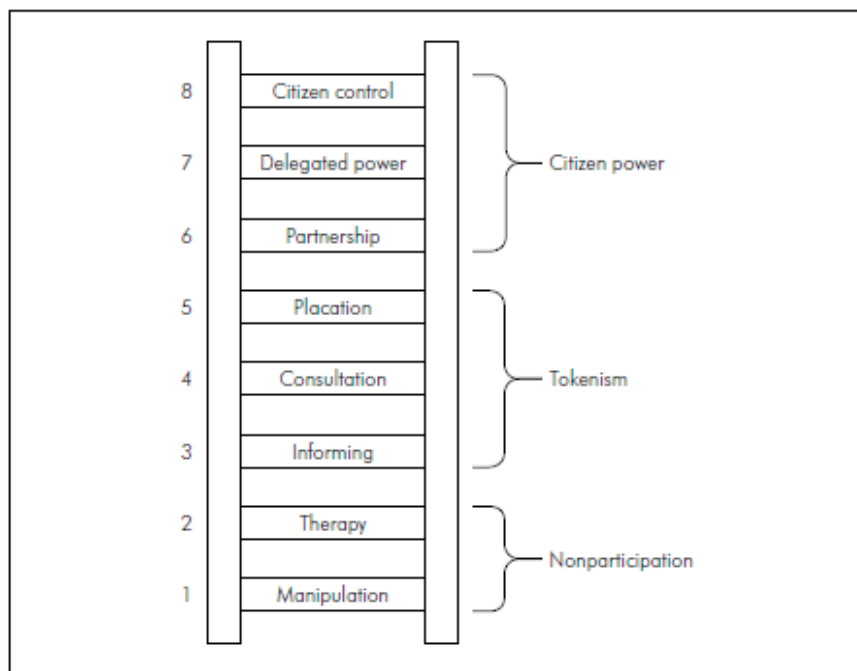 8 Citizen control
7 Delegated power
Citizen power
6 Partnership
5 Placation
4 Consultation
Tokenism
3 Informing
2 Therapy
Nonparticipation
1 Manipulation